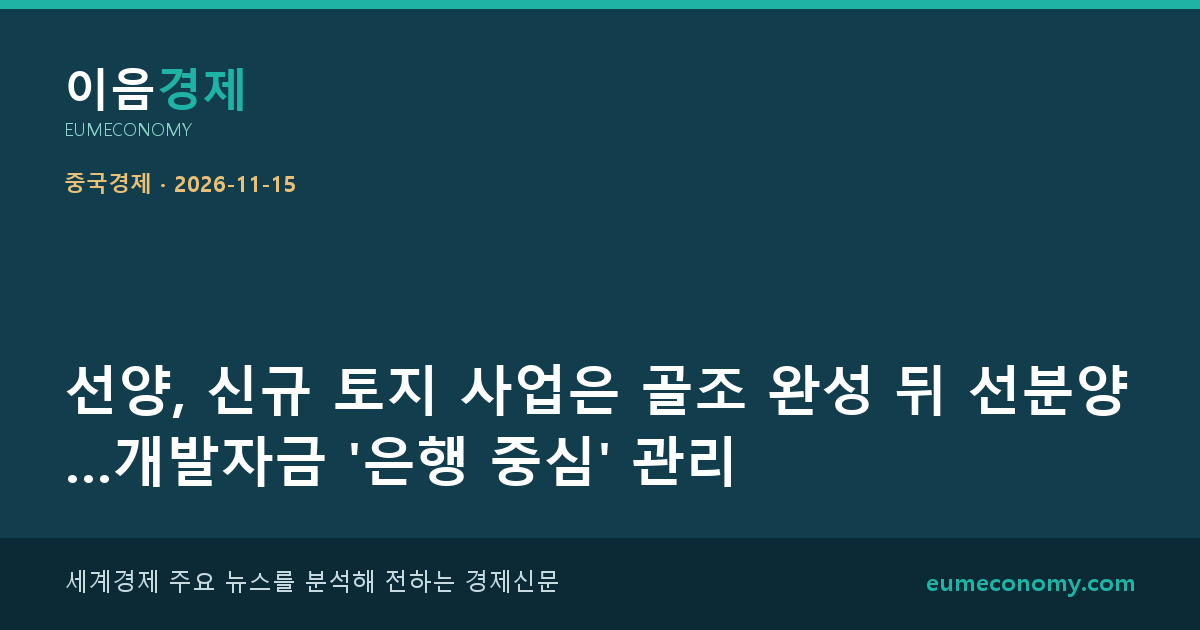 이음경제
EUMECONOMY
중국경제 · 2026-11-15
선양, 신규 토지 사업은 골조 완성 뒤 선분양
...개발자금 '은행 중심' 관리
세계경제 주요 뉴스를 분석해 전하는 경제신문
eumeconomy.com